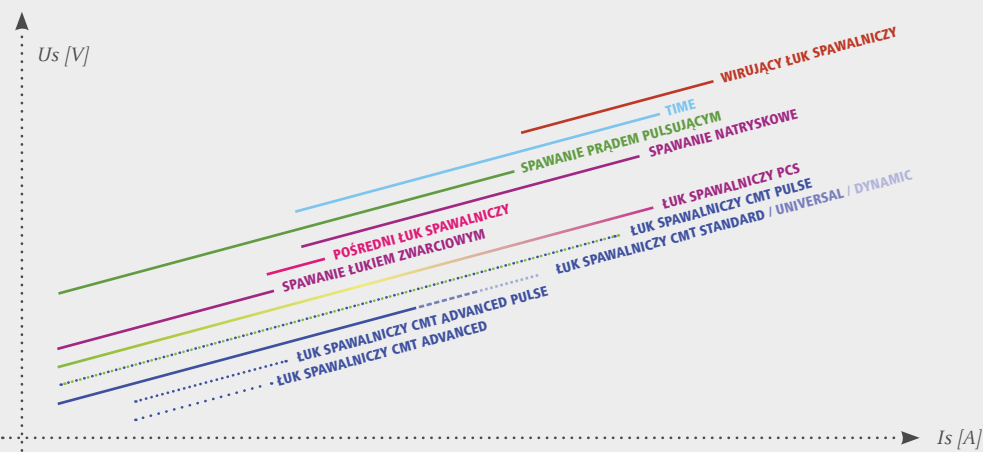 Us [V]
WIRUJĄCY ŁUK SPAWALNICZY
TIME
SPAWANIE PRĄDEM PULSUJĄCYM
SPAWANIE NATRYSKOWE
ŁUK SPAWALNICZY PCS
POŚREDNI ŁUK SPAWALNICZY
SPAWANIE ŁUKIEM ZWARCIOWYM
ŁUK SPAWALNICZY CMT PULSE
ŁUK SPAWALNICZY CMT STANDARD / UNIVERSAL / DYNAMIC
ŁUK SPAWALNICZY CMT ADVANCED PULSE
ŁUK SPAWALNICZY CMT ADVANCED
Is [A]